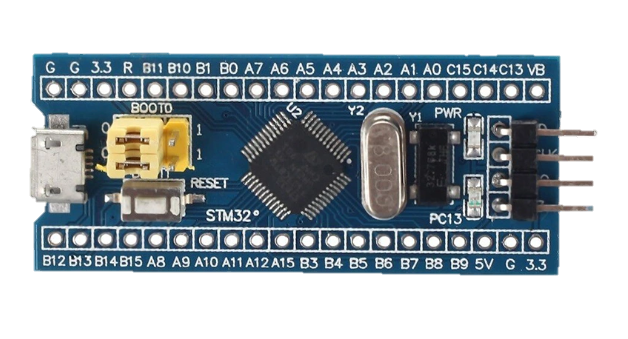 G G 3.3 R B11 B10 B1 B0 A7 A6 A5 A4 A3 A2 A1 A0 C15 C14 C13 VB
BOOT0 U2 Y2 Y1 PWR
0 1
0 1
RESET
STM32 PC13
B12 B13 B14 B15 A8 A9 A10 A11 A12 A15 B3 B4 B5 B6 B7 B8 B9 5V G 3.3